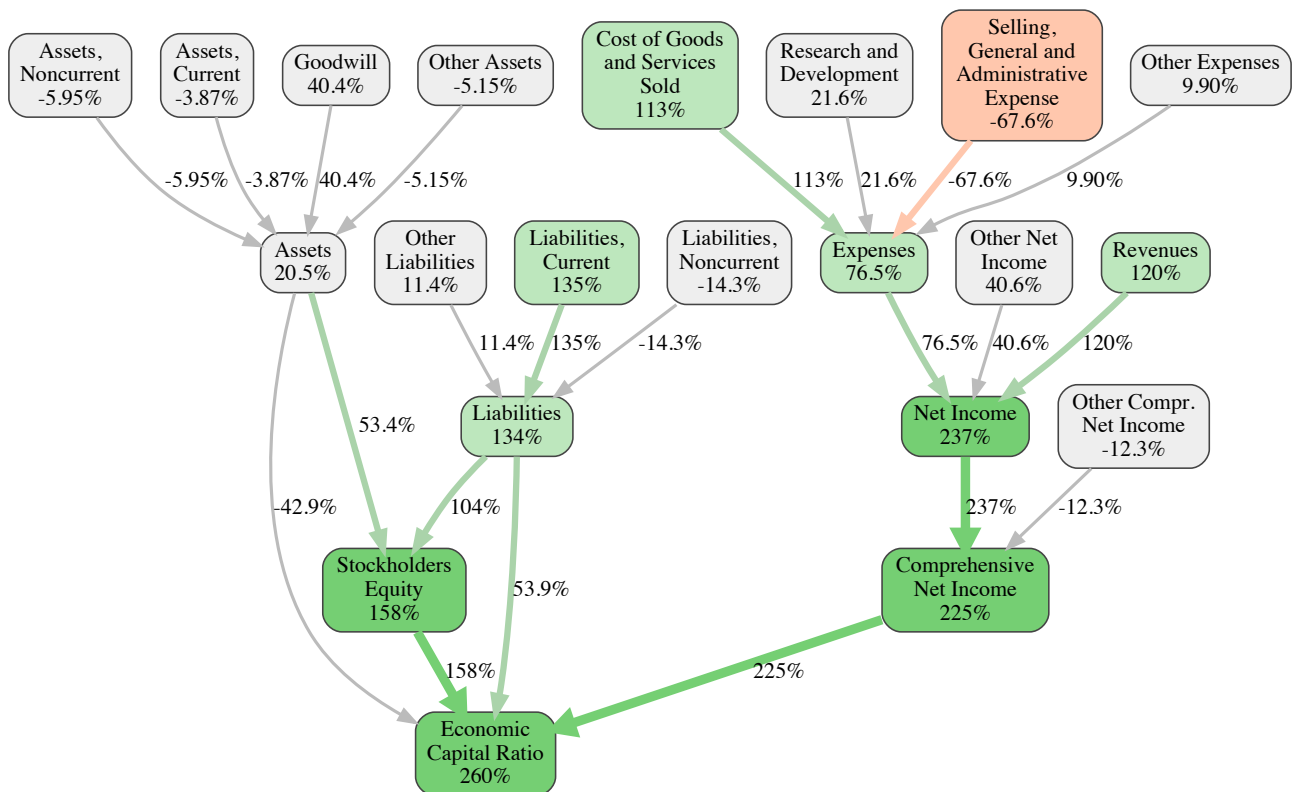 Assets,
Noncurrent
-5.95%
Assets,
Current
-3.87%
Goodwill
40.4%
Other Assets
-5.15%
Cost of Goods
and Services
Sold
113%
Research and
Development
21.6%
Selling,
General and
Administrative
Expense
-67.6%
Other Expenses
9.90%
-5.95%
-3.87%
40.4%
-5.15%
113%
21.6%
-67.6%
9.90%
Assets
20.5%
Other
Liabilities
11.4%
Liabilities,
Current
135%
Liabilities,
Noncurrent
-14.3%
Expenses
76.5%
Other Net
Income
40.6%
Revenues
120%
11.4%
135%
-14.3%
76.5%
40.6%
120%
53.4%
Liabilities
134%
Net Income
237%
Other Compr.
Net Income
-12.3%
-42.9%
104%
237%
-12.3%
Stockholders
Equity
158%
53.9%
Comprehensive
Net Income
225%
158%
225%
Economic
Capital Ratio
260%